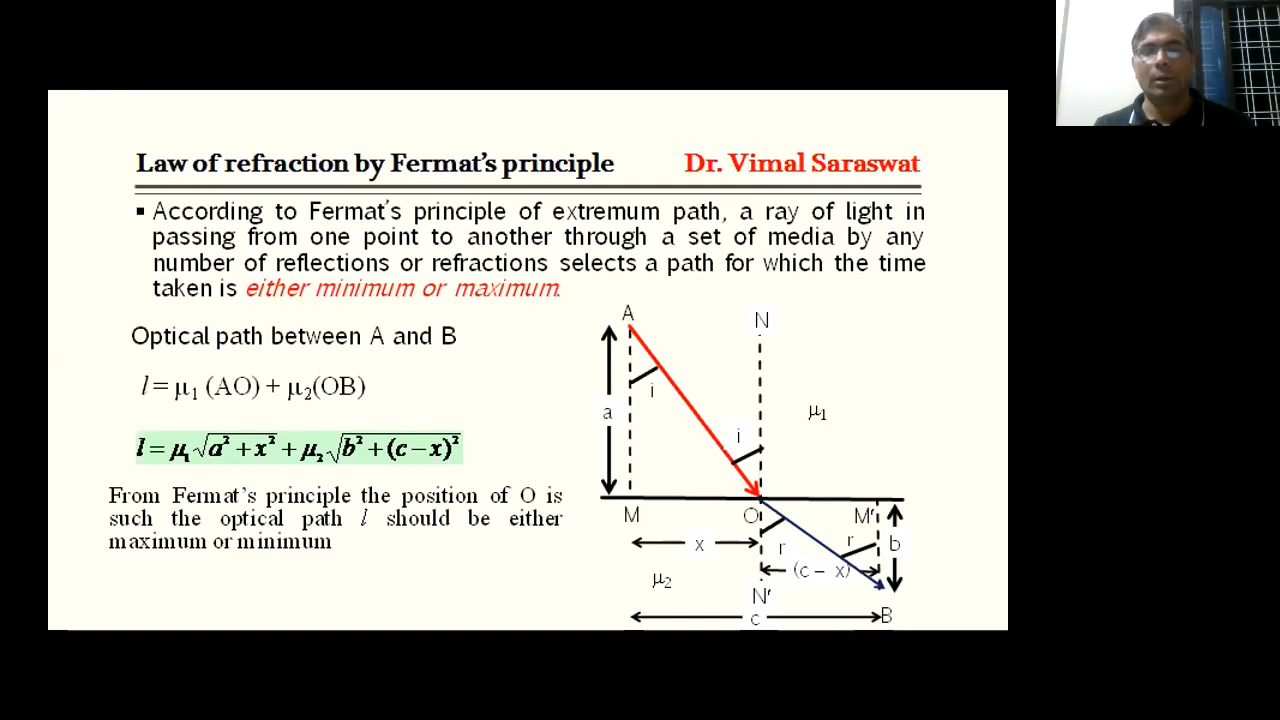 Law of refraction by Fermat's principle Dr. Vimal Saraswat
▪ According to Fermat's principle of extremum path, a ray of light in
passing from one point to another through a set of media by any
number of reflections or refractions selects a path for which the time
taken is either minimum or maximum.
Optical path between A and B
l = μ₁ (AO) + μ₂(OB)
l = μ₁√(a² + x²) + μ₂√(b² + (c – x)²)
From Fermat's principle the position of O is
such the optical path l should be either
maximum or minimum
A
N
i
a
μ₁
i
M
O
M'
x
r
r
b
(c – x)
μ₂
N'
c
B